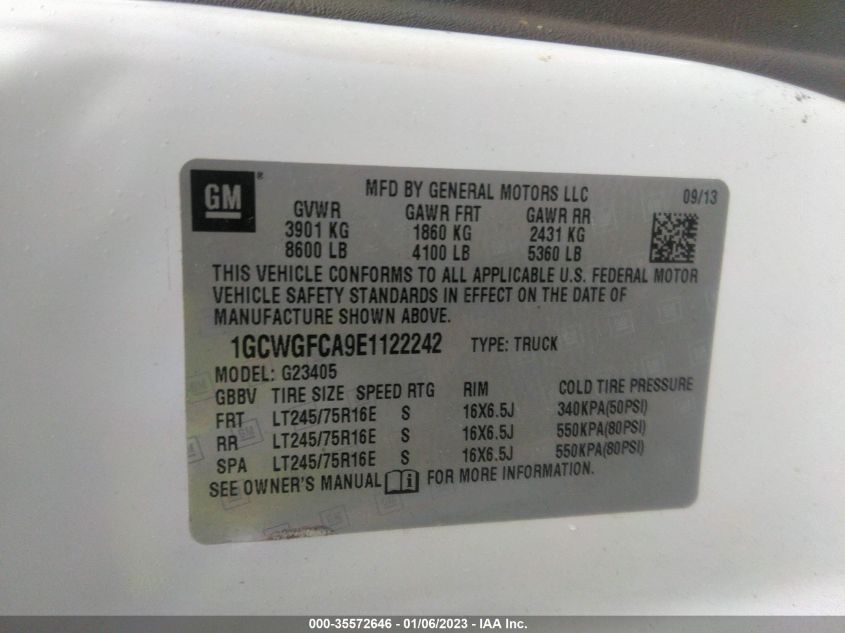 GM ®
MFD BY GENERAL MOTORS LLC 09/13
GVWR GAWR FRT GAWR RR
3901 KG 1860 KG 2431 KG
8600 LB 4100 LB 5360 LB
THIS VEHICLE CONFORMS TO ALL APPLICABLE U.S. FEDERAL MOTOR
VEHICLE SAFETY STANDARDS IN EFFECT ON THE DATE OF
MANUFACTURE SHOWN ABOVE.
1GCWGFCA9E1122242 TYPE: TRUCK
MODEL: G23405
GBBV TIRE SIZE SPEED RTG RIM COLD TIRE PRESSURE
FRT LT245/75R16E S 16X6.5J 340KPA(50PSI)
RR LT245/75R16E S 16X6.5J 550KPA(80PSI)
SPA LT245/75R16E S 16X6.5J 550KPA(80PSI)
SEE OWNER'S MANUAL FOR MORE INFORMATION.
000-35572646 - 01/06/2023 - IAA Inc.